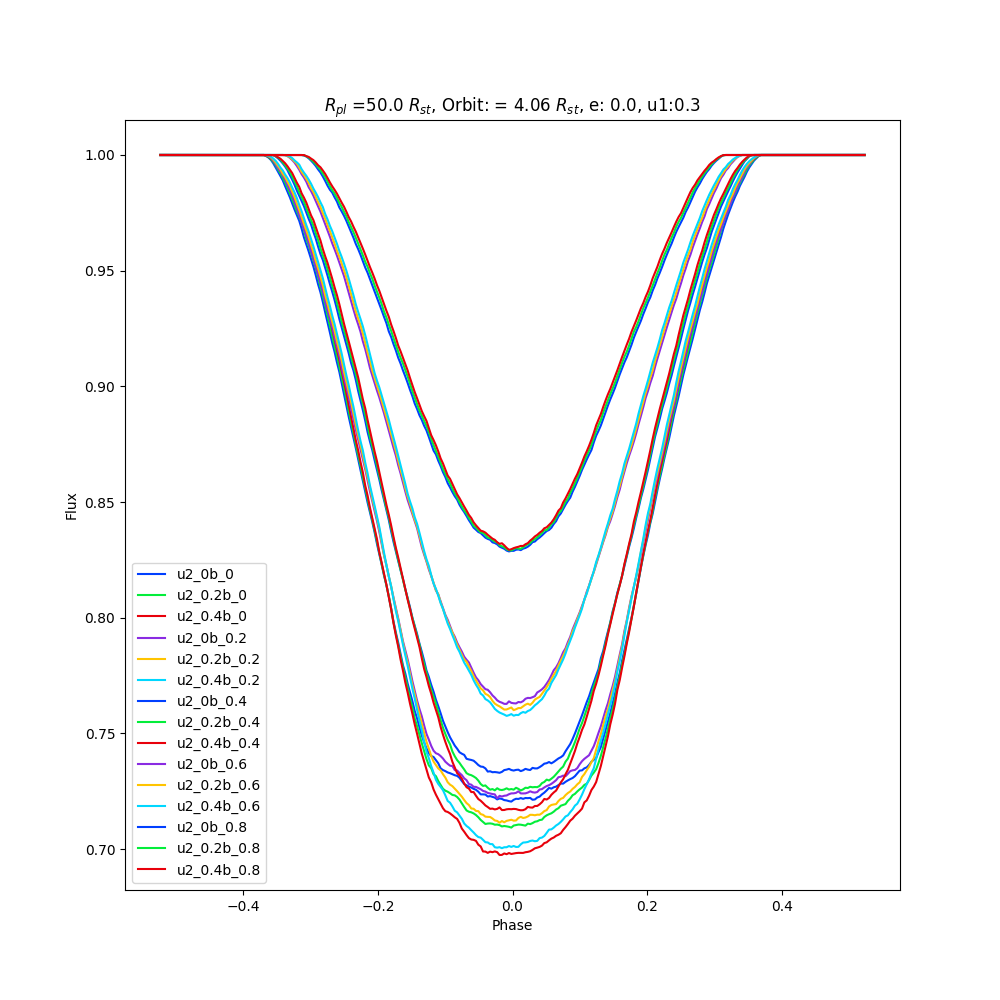 R_pl =50.0 R_st, Orbit: = 4.06 R_st, e: 0.0, u1:0.3
1.00
0.95
0.90
0.85
0.80
0.75
0.70
Flux
u2_0b_0
u2_0.2b_0
u2_0.4b_0
u2_0b_0.2
u2_0.2b_0.2
u2_0.4b_0.2
u2_0b_0.4
u2_0.2b_0.4
u2_0.4b_0.4
u2_0b_0.6
u2_0.2b_0.6
u2_0.4b_0.6
u2_0b_0.8
u2_0.2b_0.8
u2_0.4b_0.8
−0.4 −0.2 0.0 0.2 0.4
Phase